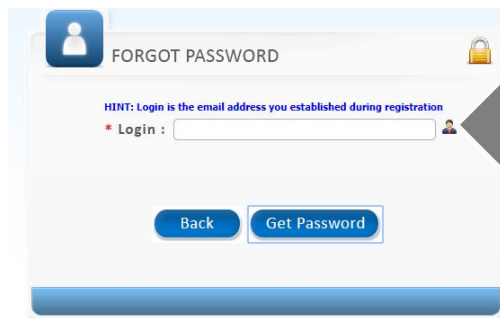 FORGOT PASSWORD
HINT: Login is the email address you established during registration
* Login :
Back Get Password